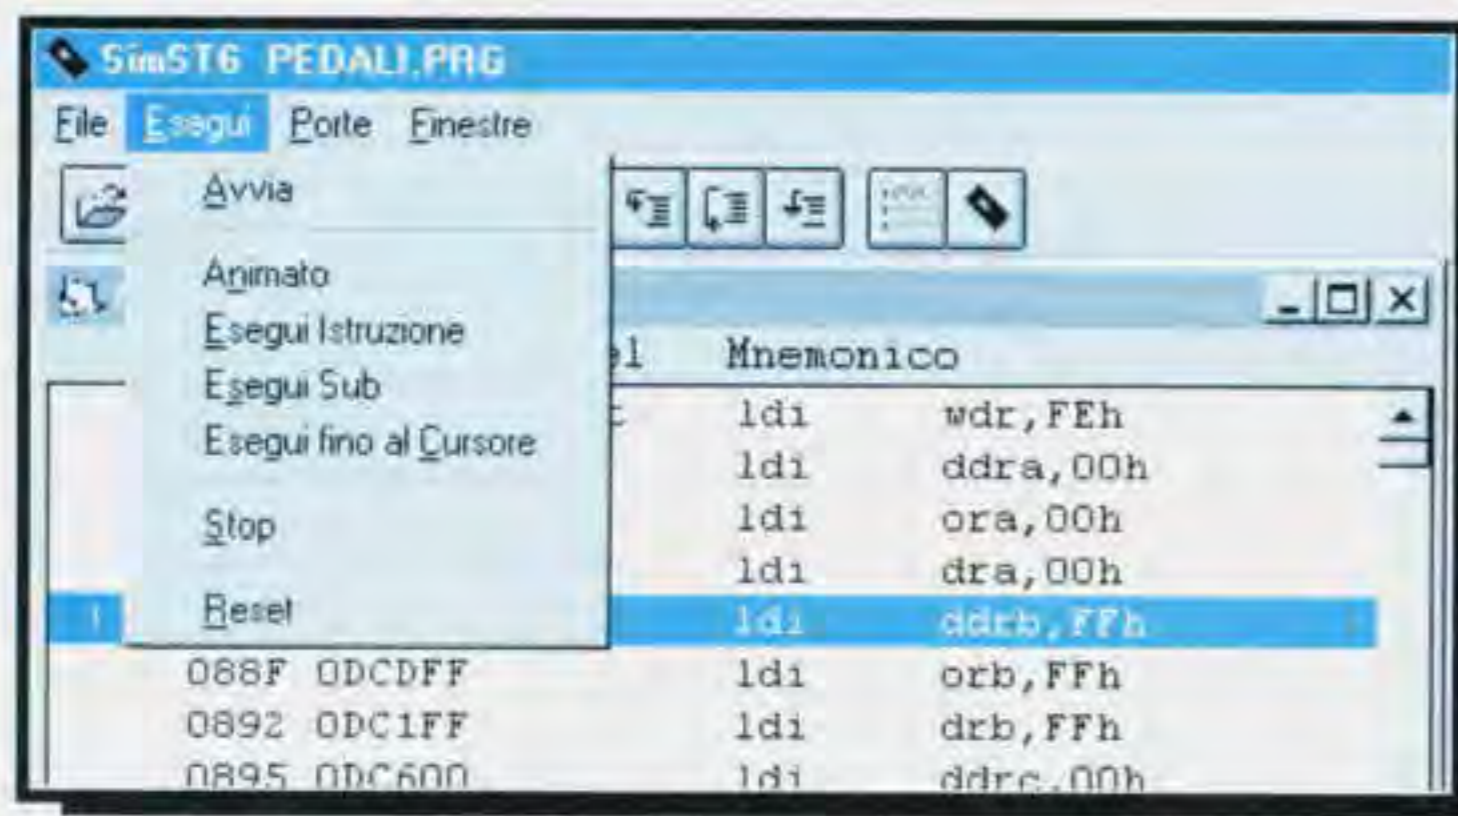 SimST6 PEDALI.PRG
File Esegui Porte Finestre
Avvia
Animato
Esegui Istruzione
Esegui Sub
Esegui fino al Cursore
Stop
Reset
Mnemonico
ldi wdr,FEh
ldi ddra,00h
ldi ora,00h
ldi dra,00h
ldi ddrb,FFh
088F 0DCDFF ldi orb,FFh
0892 0DC1FF ldi drb,FFh
0895 0DC600 ldi ddrc,00h